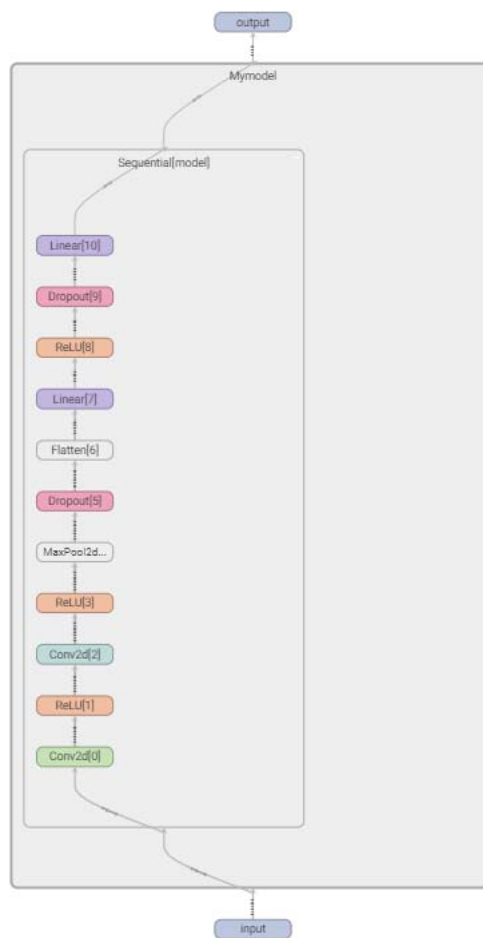 output
Mymodel
Sequential[model]
Linear[10]
Dropout[9]
ReLU[8]
Linear[7]
Flatten[6]
Dropout[5]
MaxPool2d...
ReLU[3]
Conv2d[2]
ReLU[1]
Conv2d[0]
input